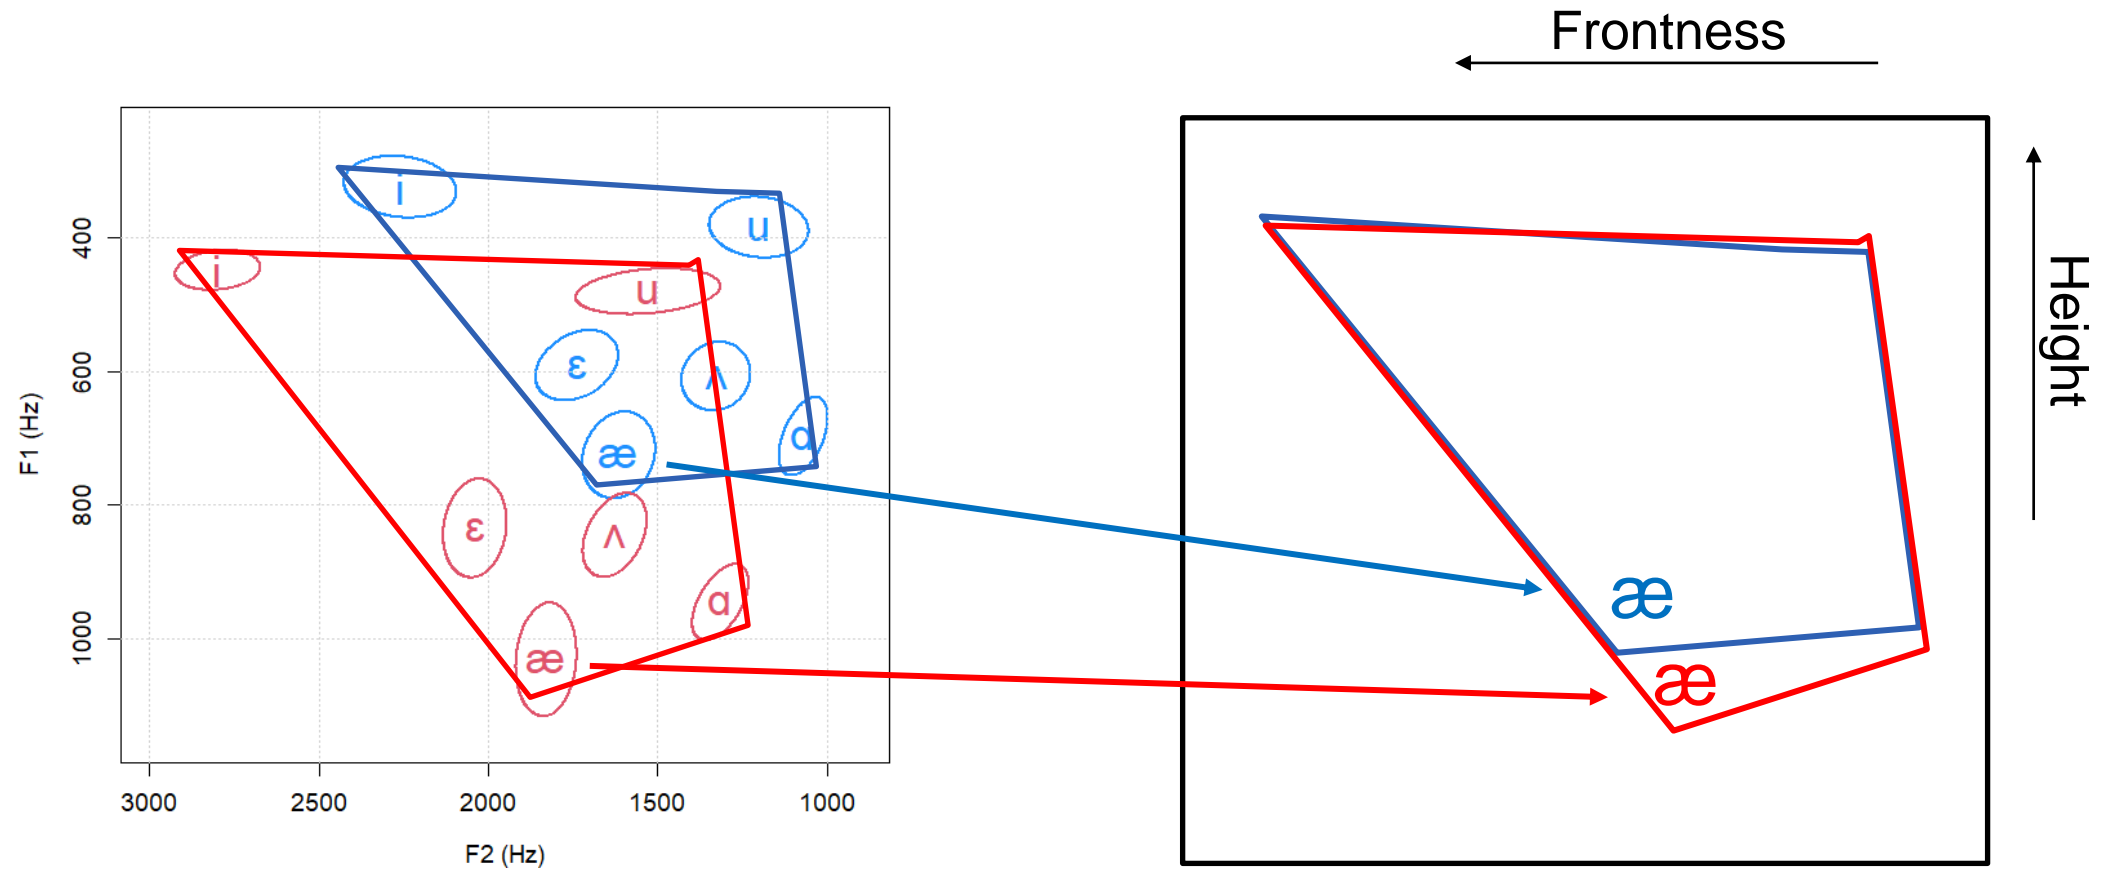 Frontness
Height
F1 (Hz)
400
600
800
1000
i
u
i
u
ɛ
ʌ
ɑ
æ
ɛ
ʌ
ɑ
æ
æ
æ
3000
2500
2000
1500
1000
F2 (Hz)